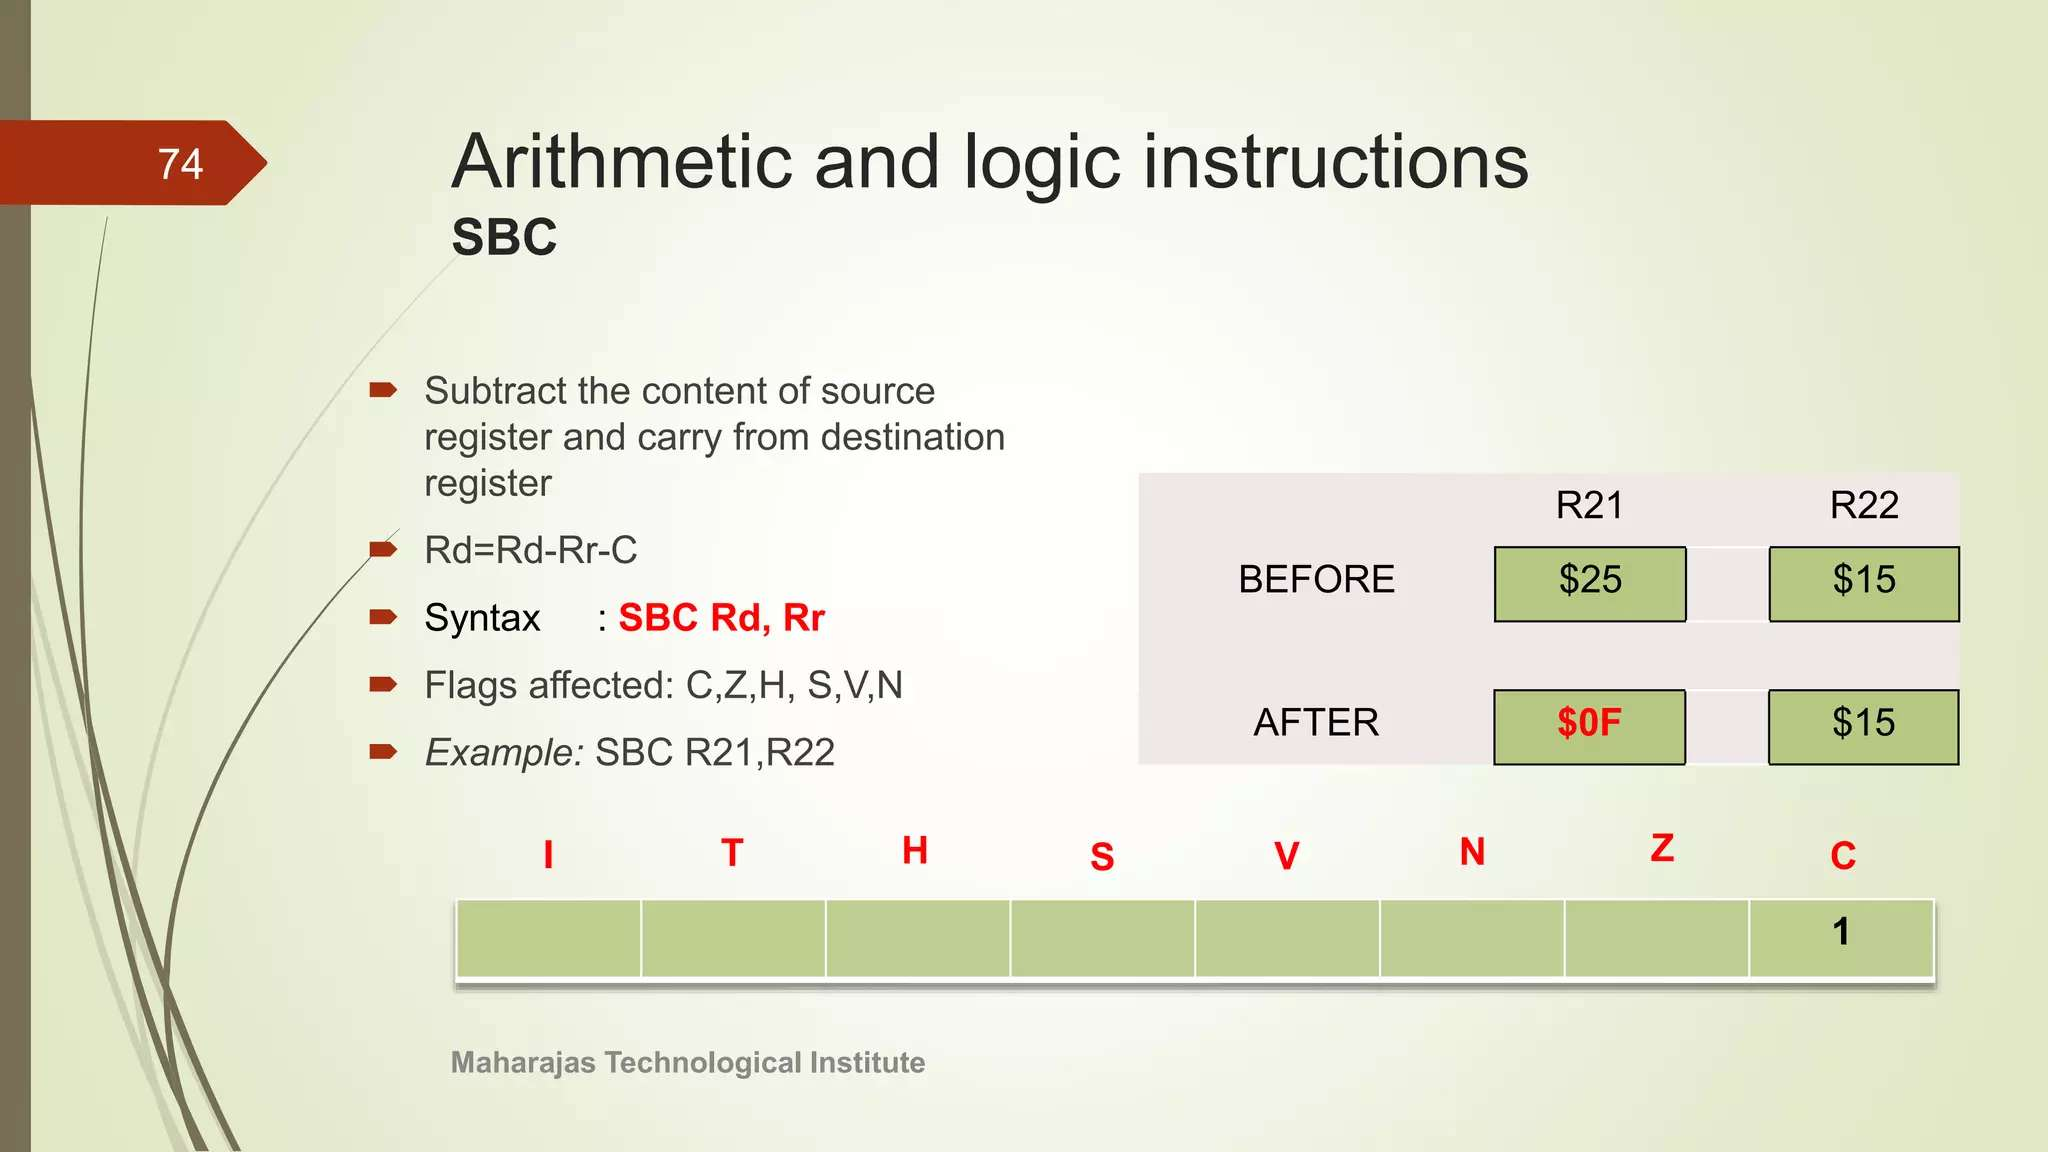 74
Arithmetic and logic instructions
SBC
Subtract the content of source
register and carry from destination
register
Rd=Rd-Rr-C
Syntax : SBC Rd, Rr
Flags affected: C,Z,H, S,V,N
Example: SBC R21,R22
R21 R22
BEFORE $25 $15
AFTER $0F $15
I T H S V N Z C
1
Maharajas Technological Institute